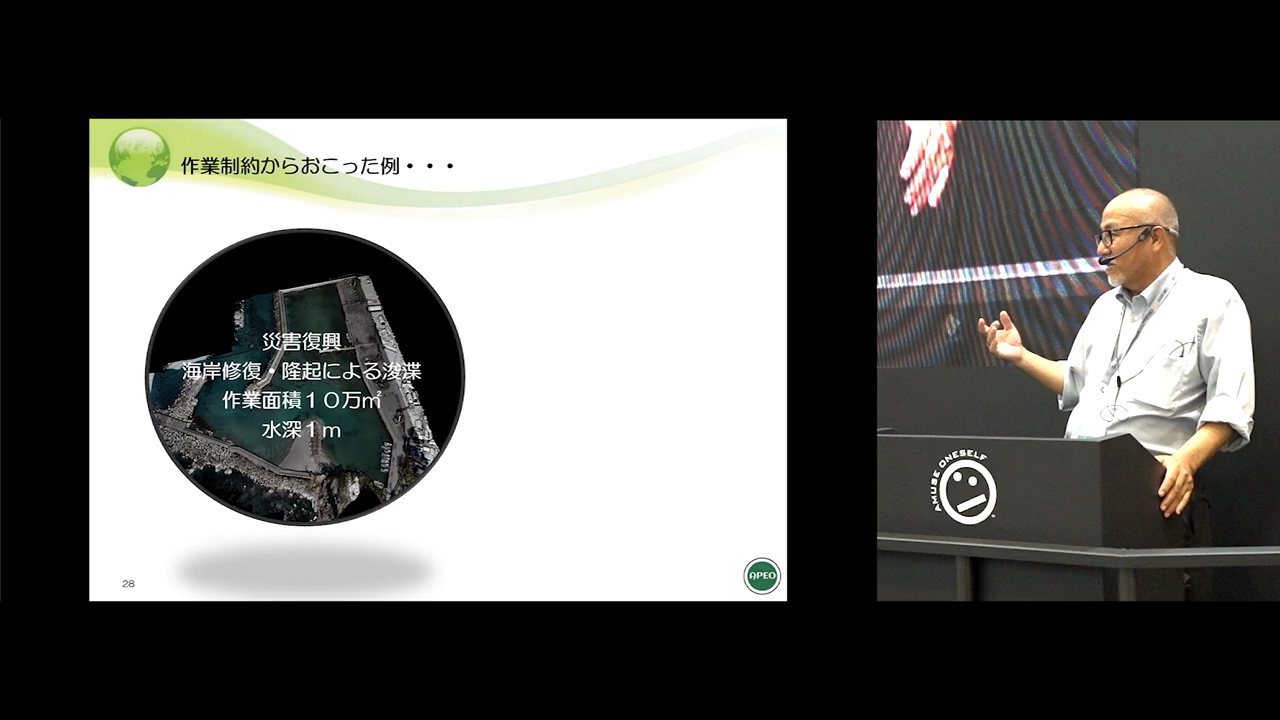 作業制約からおこった例・・・
災害復興
海岸修復・隆起による浚渫
作業面積１０万㎡
水深１ｍ
28
APEO
AMUSE ONESELF